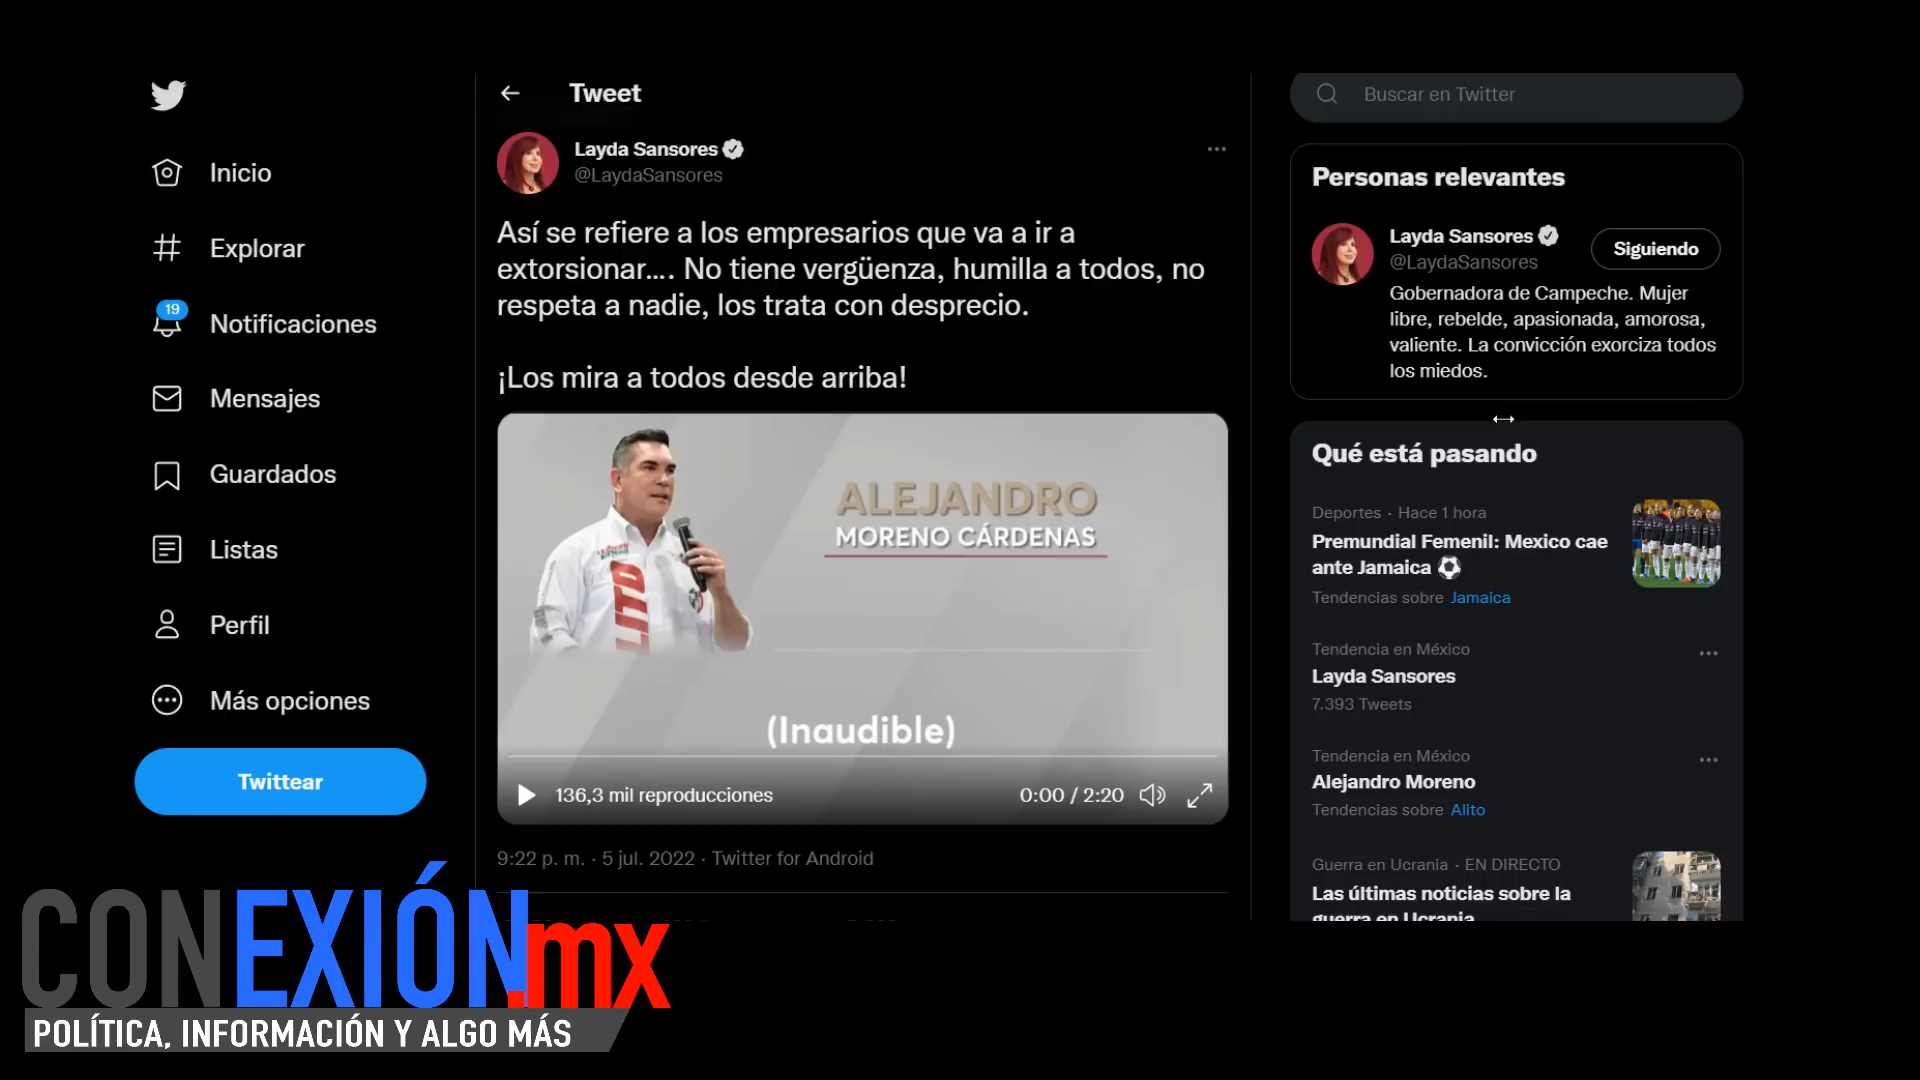 Inicio
Explorar
19
Notificaciones
Mensajes
Guardados
Listas
Perfil
Más opciones
Twittear
Tweet
Layda Sansores
@LaydaSansores
Así se refiere a los empresarios que va a ir a
extorsionar.... No tiene vergüenza, humilla a todos, no
respeta a nadie, los trata con desprecio.
¡Los mira a todos desde arriba!
ALEJANDRO
MORENO CÁRDENAS
(Inaudible)
136,3 mil reproducciones
0:00 / 2:20
9:22 p. m. · 5 jul. 2022 · Twitter for Android
Buscar en Twitter
Personas relevantes
Layda Sansores
@LaydaSansores
Siguiendo
Gobernadora de Campeche. Mujer
libre, rebelde, apasionada, amorosa,
valiente. La convicción exorciza todos
los miedos.
Qué está pasando
Deportes · Hace 1 hora
Premundial Femenil: Mexico cae
ante Jamaica ⚽
Tendencias sobre Jamaica
Tendencia en México
Layda Sansores
7.393 Tweets
Tendencia en México
Alejandro Moreno
Tendencias sobre Alito
Guerra en Ucrania · EN DIRECTO
Las últimas noticias sobre la
guerra en Ucrania
CONEXIÓN.mx
POLÍTICA, INFORMACIÓN Y ALGO MÁS